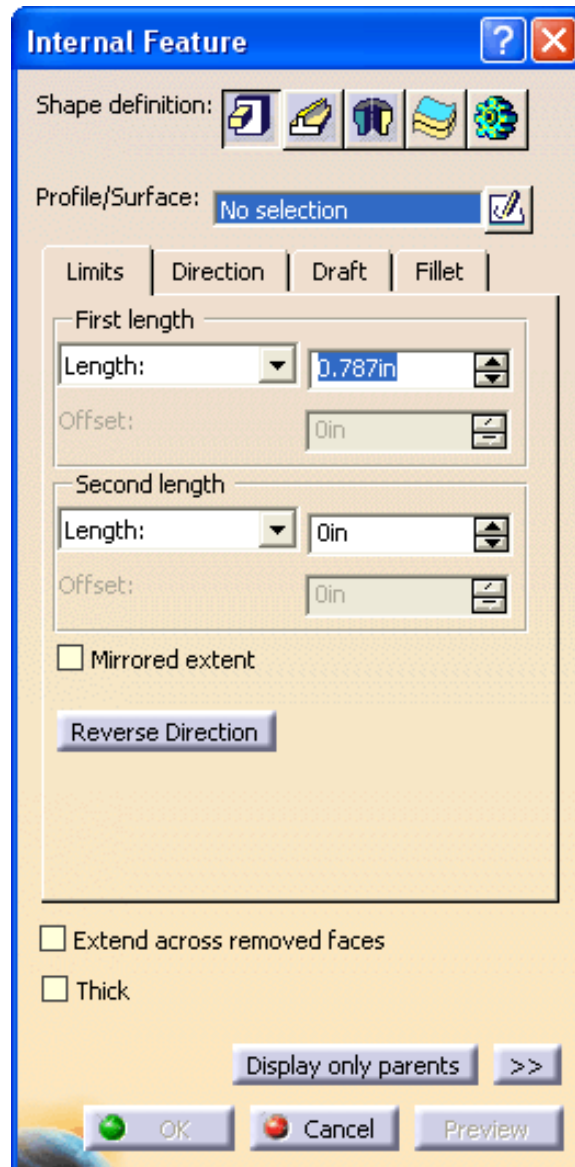 Internal Feature
Shape definition:
Profile/Surface: No selection
Limits Direction Draft Fillet
First length
Length: 0.787in
Offset: 0in
Second length
Length: 0in
Offset: 0in
Mirrored extent
Reverse Direction
Extend across removed faces
Thick
Display only parents >>
OK Cancel Preview